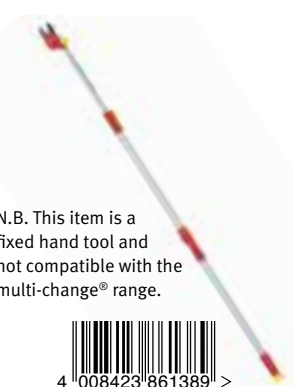 N.B. This item is a
fixed hand tool and
not compatible with the
multi-change® range.
4 008423 861389 >